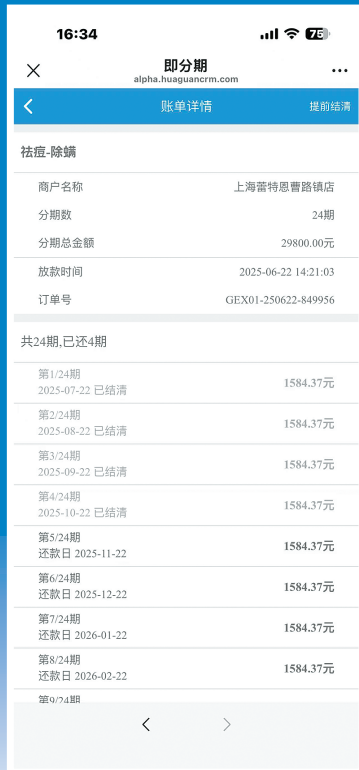 16:34
75
即分期
alpha.huaguancrm.com
账单详情
提前结清
祛痘-除螨
商户名称 上海蕾特恩曹路镇店
分期数 24期
分期总金额 29800.00元
放款时间 2025-06-22 14:21:03
订单号 GEX01-250622-849956
共24期,已还4期
第1/24期
2025-07-22 已结清
1584.37元
第2/24期
2025-08-22 已结清
1584.37元
第3/24期
2025-09-22 已结清
1584.37元
第4/24期
2025-10-22 已结清
1584.37元
第5/24期
还款日 2025-11-22
1584.37元
第6/24期
还款日 2025-12-22
1584.37元
第7/24期
还款日 2026-01-22
1584.37元
第8/24期
还款日 2026-02-22
1584.37元
第9/24期